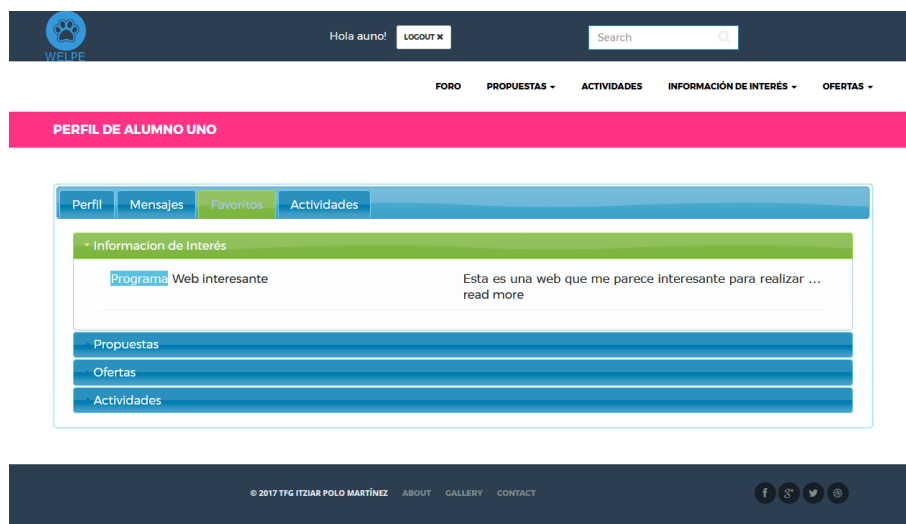 WELPE
Hola auno!
LOGOUT ✖
Search
FORO
PROPUESTAS
ACTIVIDADES
INFORMACIÓN DE INTERÉS
OFERTAS
PERFIL DE ALUMNO UNO
Perfil
Mensajes
Favoritos
Actividades
Informacion de Interés
Programa Web interesante
Esta es una web que me parece interesante para realizar ...
read more
Propuestas
Ofertas
Actividades
© 2017 TFG ITZIAR POLO MARTÍNEZ
ABOUT
GALLERY
CONTACT